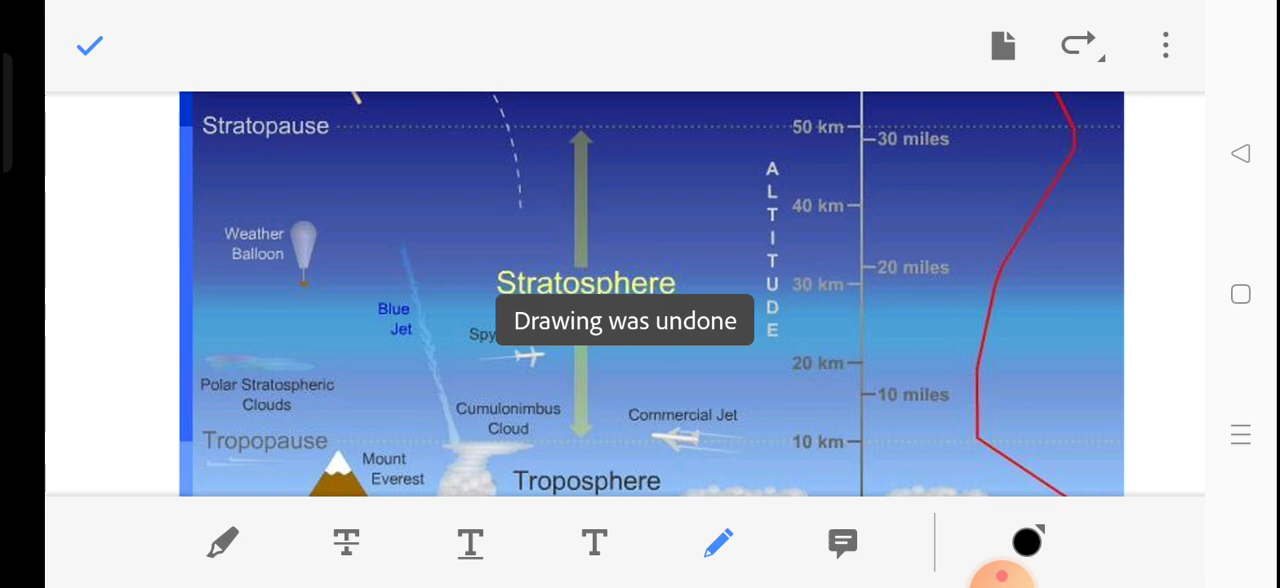 Stratopause
50 km
30 miles
A
L
T
I
T
U
D
E
40 km
Weather
Balloon
20 miles
Stratosphere
30 km
Blue
Jet
Drawing was undone
Spy
20 km
Polar Stratospheric
Clouds
10 miles
Cumulonimbus
Cloud
Commercial Jet
Tropopause
10 km
Mount
Everest
Troposphere
T
T
T